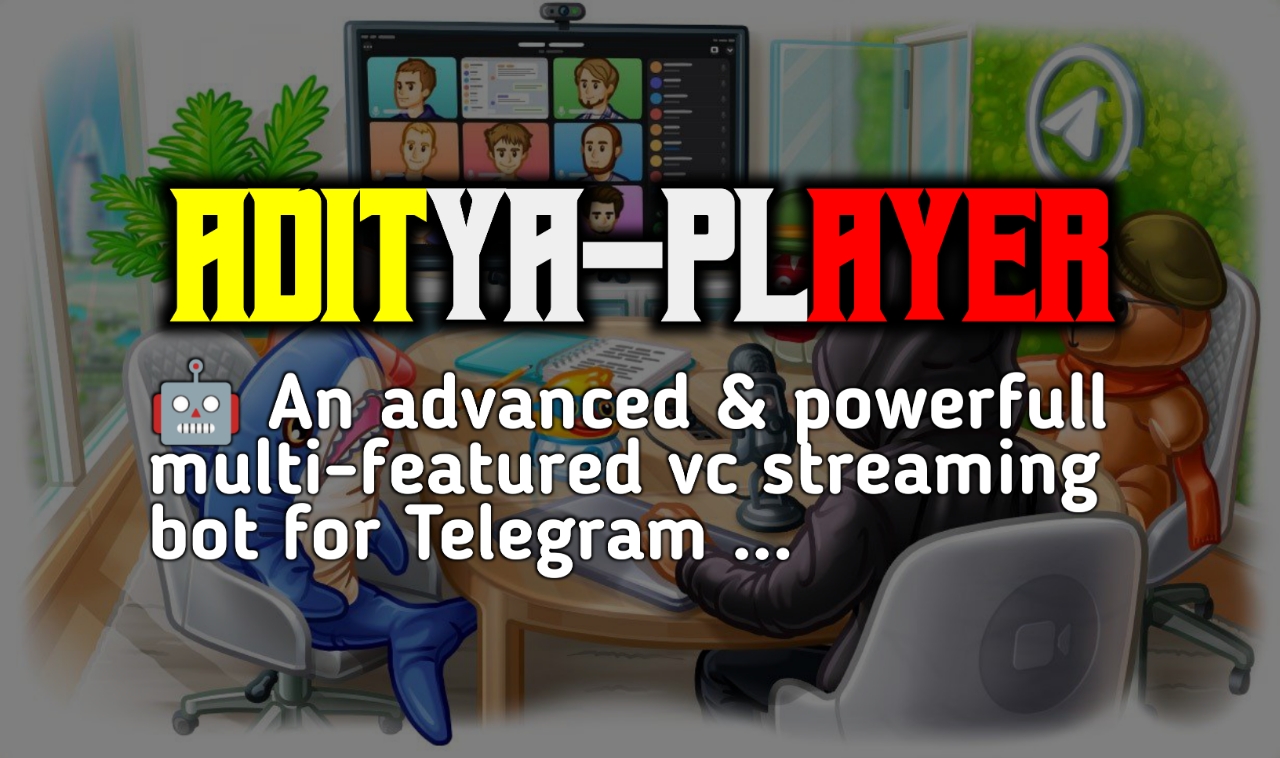 ADITYA-PLAYER
🤖 An advanced & powerfull
multi-featured vc streaming
bot for Telegram ...